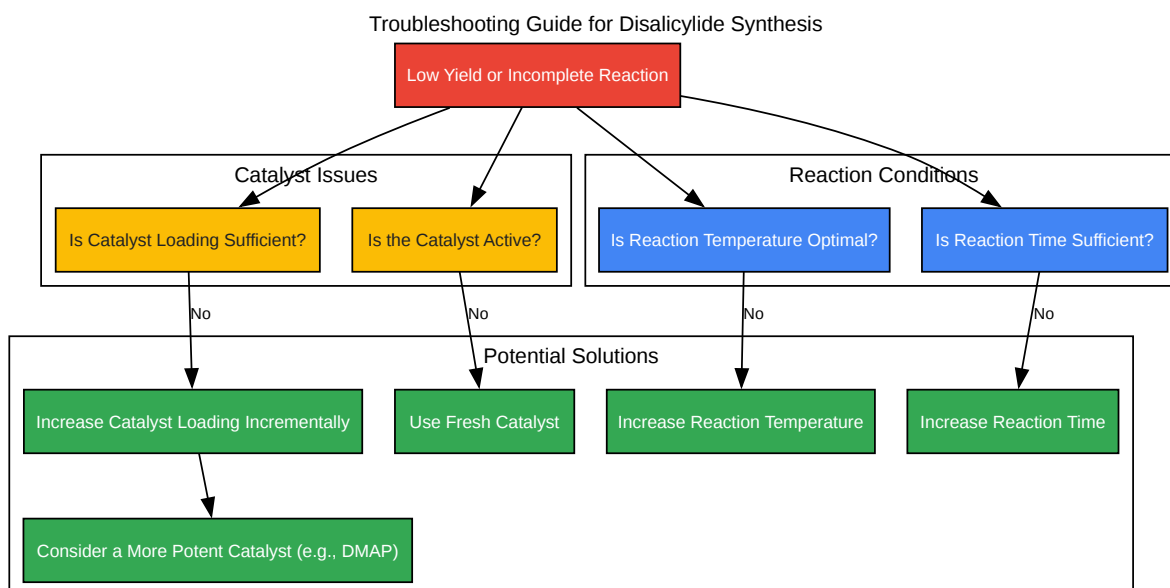 Troubleshooting Guide for Disalicylide Synthesis
Low Yield or Incomplete Reaction
Catalyst Issues
Reaction Conditions
Is Catalyst Loading Sufficient?
Is the Catalyst Active?
Is Reaction Temperature Optimal?
Is Reaction Time Sufficient?
No
No
No
No
Potential Solutions
Increase Catalyst Loading Incrementally
Use Fresh Catalyst
Increase Reaction Temperature
Increase Reaction Time
Consider a More Potent Catalyst (e.g., DMAP)